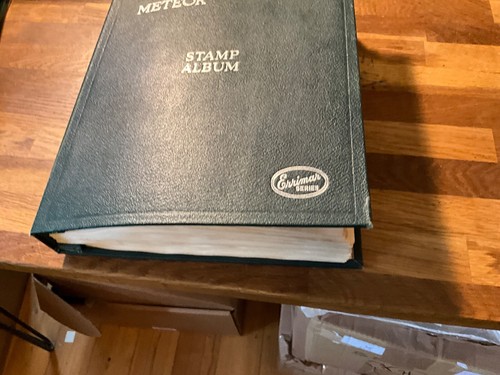 METEOR
STAMP
ALBUM
Errimar
SERIES